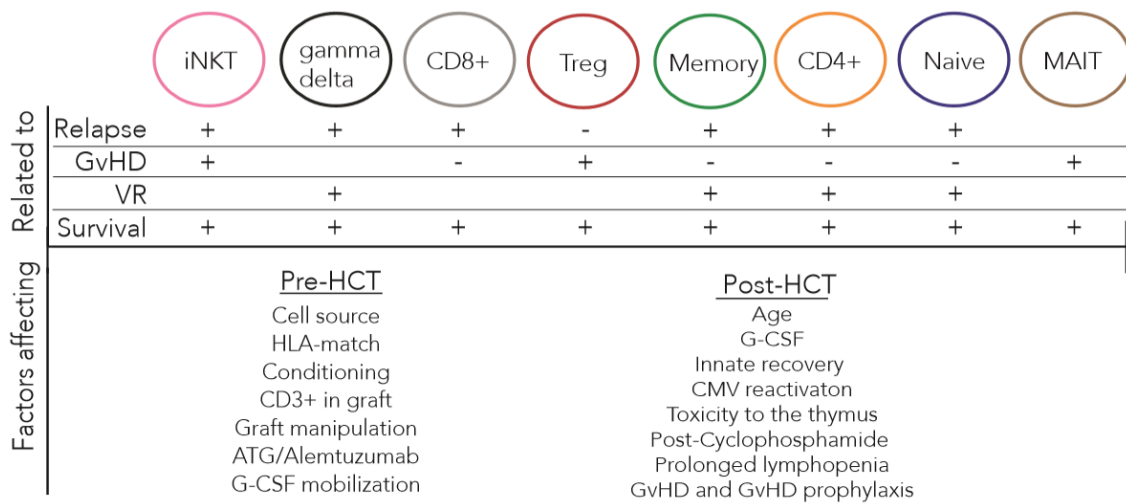 iNKT gamma delta CD8+ Treg Memory CD4+ Naive MAIT
Related to
Relapse + + + - + + +
GvHD + - + - - - +
VR + + + +
Survival + + + + + + + +
Factors affecting
Pre-HCT
Cell source
HLA-match
Conditioning
CD3+ in graft
Graft manipulation
ATG/Alemtuzumab
G-CSF mobilization
Post-HCT
Age
G-CSF
Innate recovery
CMV reactivaton
Toxicity to the thymus
Post-Cyclophosphamide
Prolonged lymphopenia
GvHD and GvHD prophylaxis